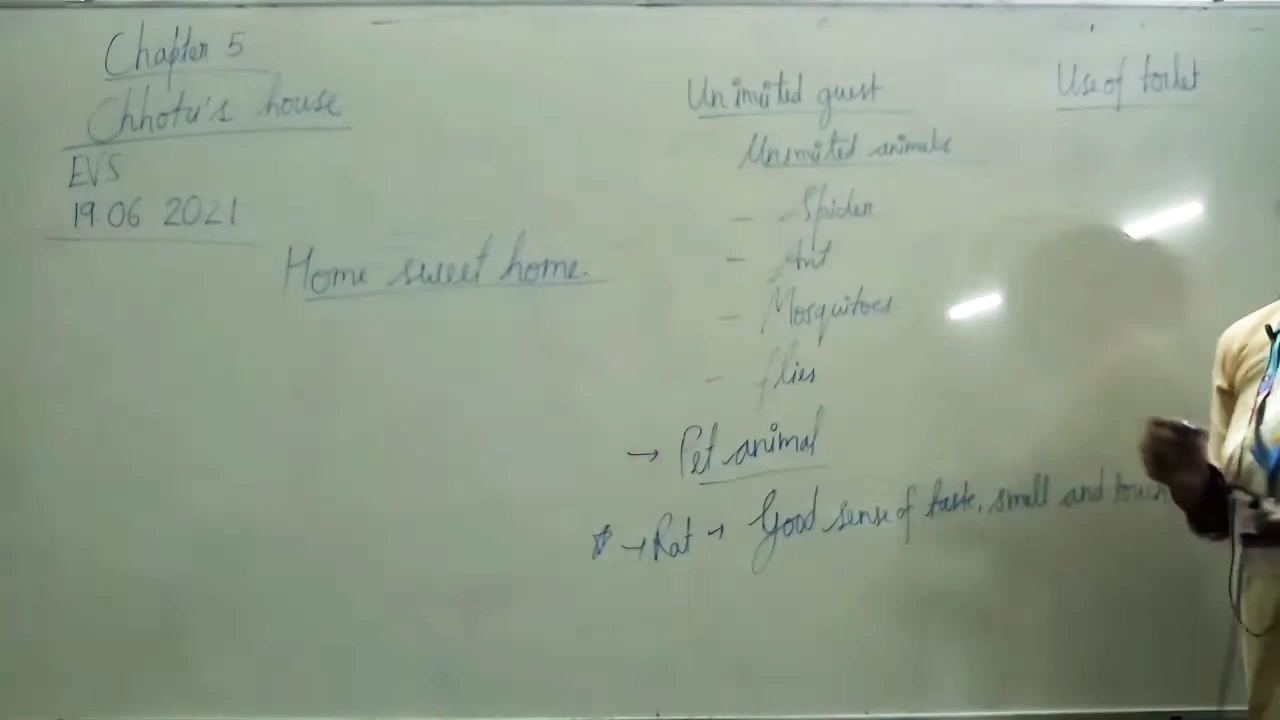 Chapter 5
Chhotu's house
EVS
19 06 2021
Home sweet home.
Uninvited guest
Uninvited animals
- Spider
- Ant
- Mosquitoes
- flies
→ Pet animal
→ Rat → Good sense of taste, smell and touch
Use of toilet